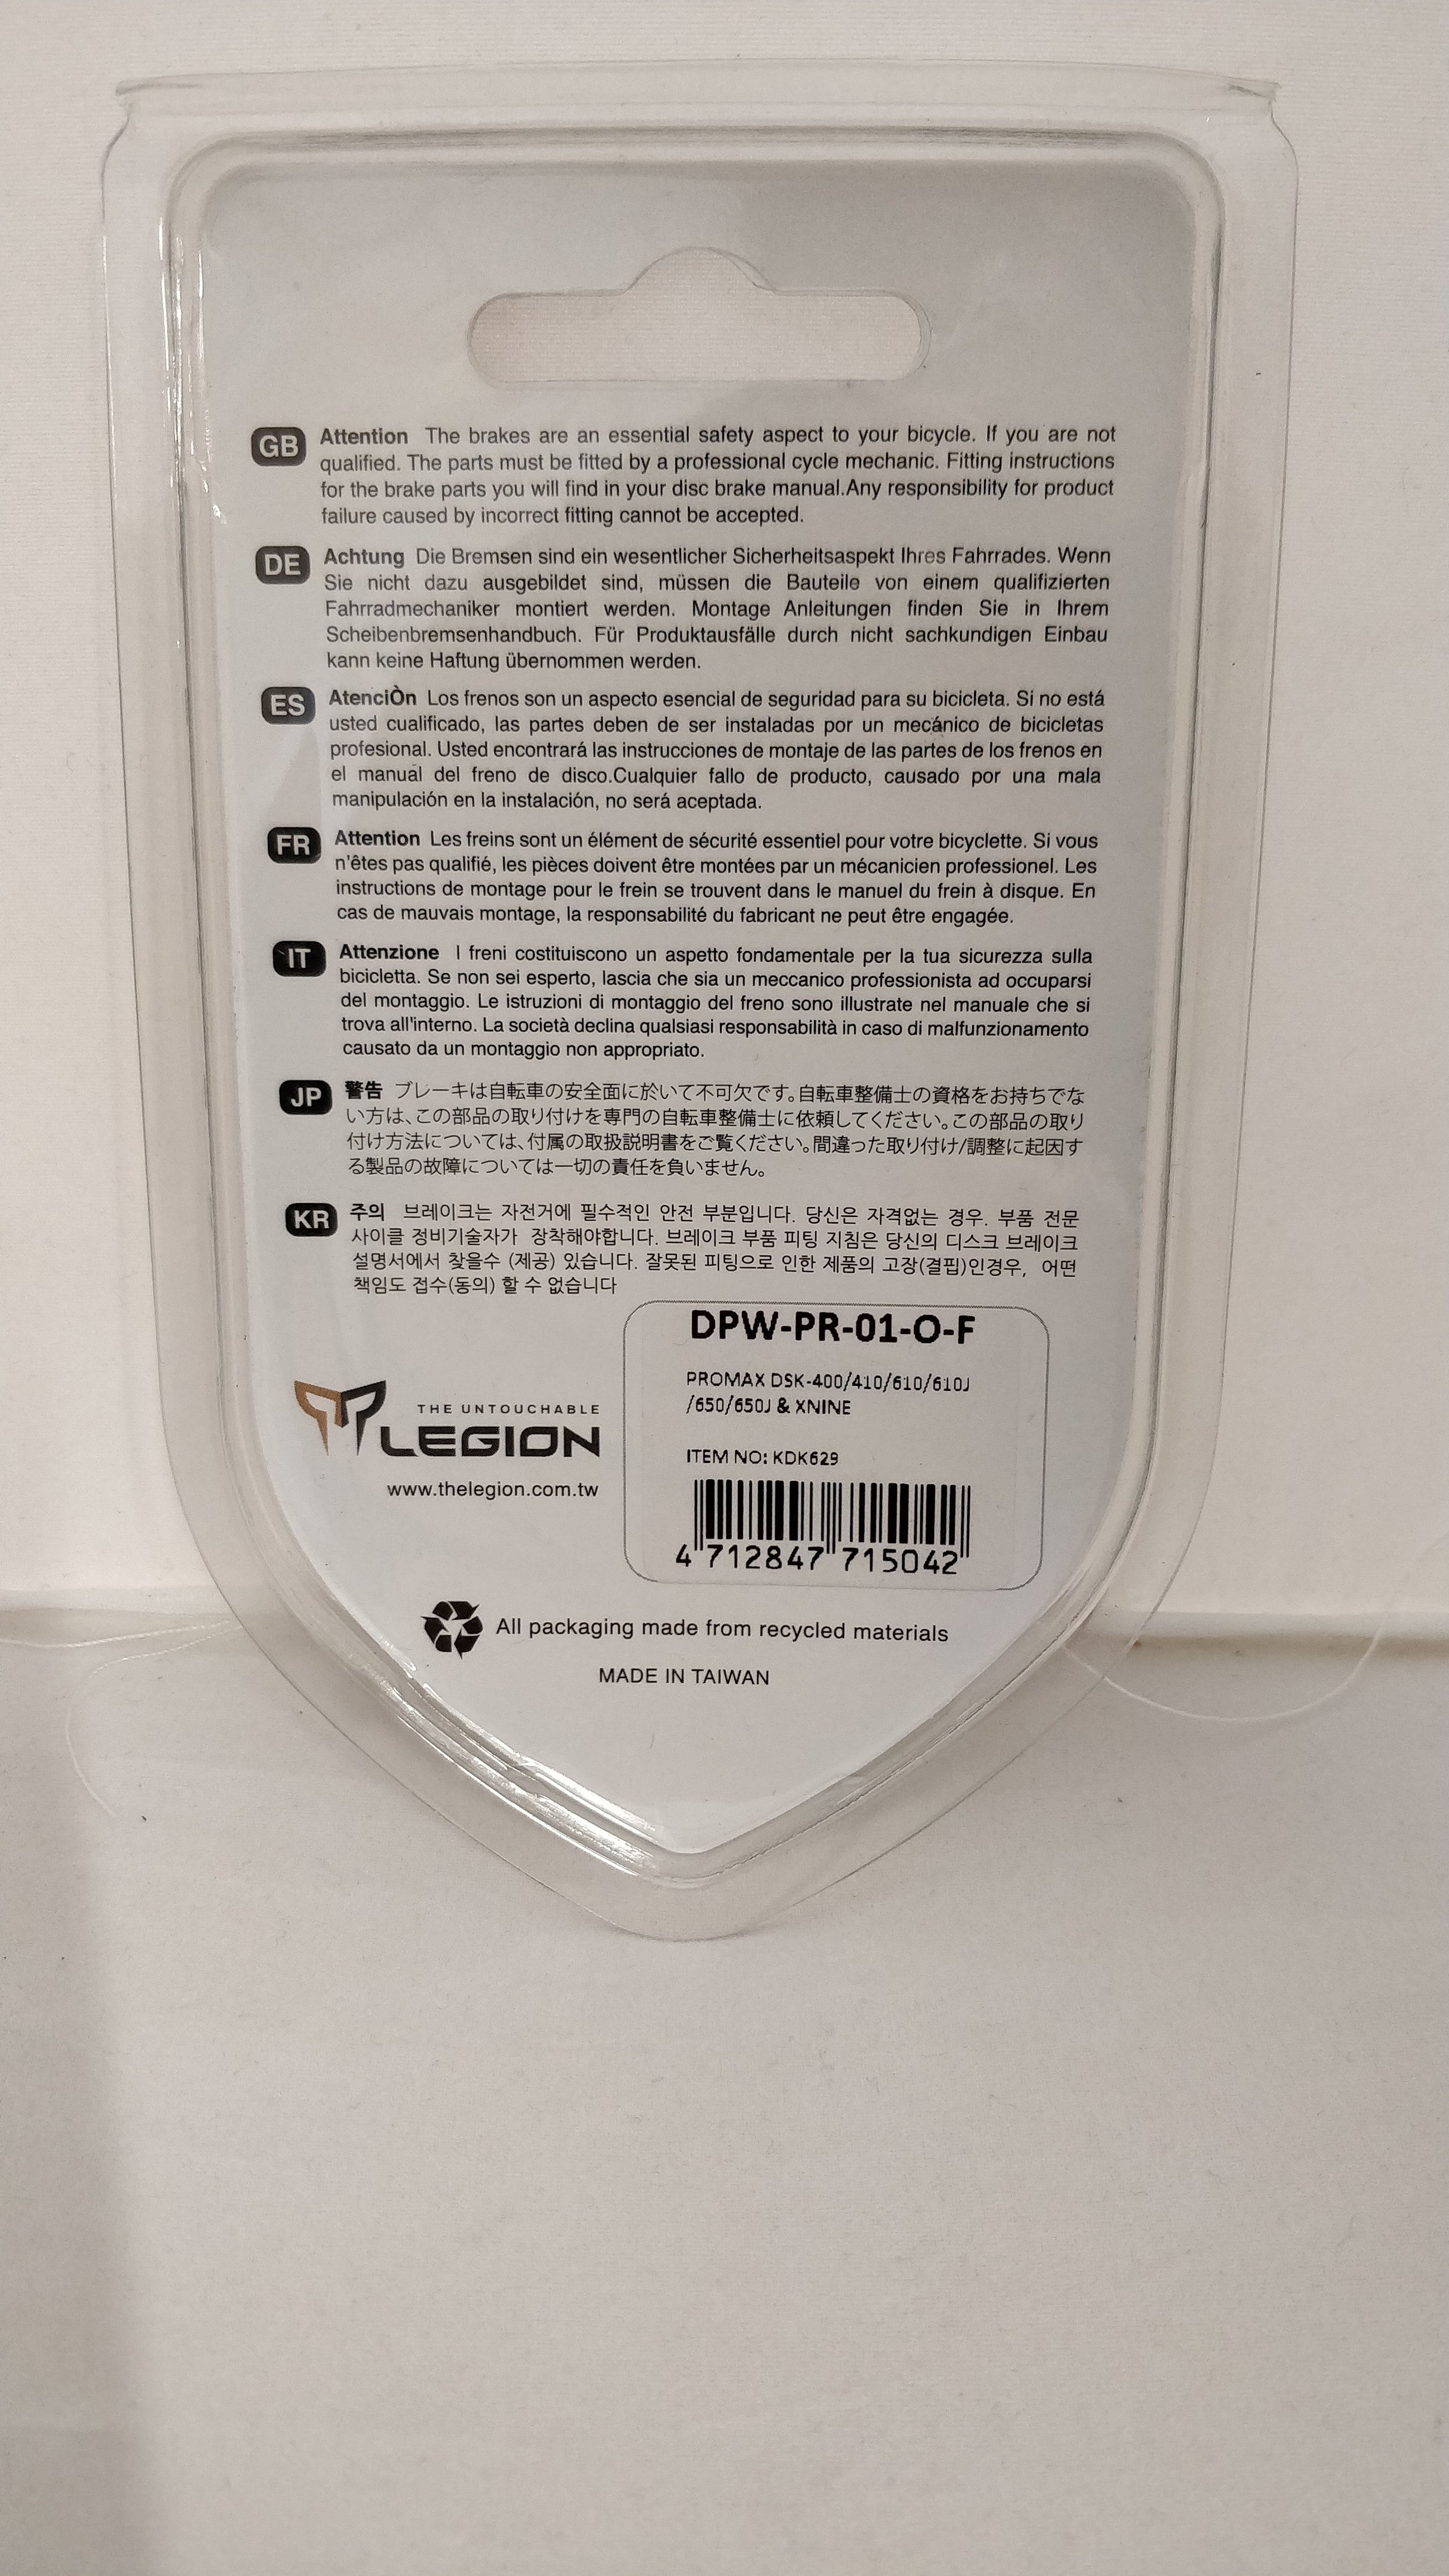 GB
Attention The brakes are an essential safety aspect to your bicycle. If you are not
qualified. The parts must be fitted by a professional cycle mechanic. Fitting instructions
for the brake parts you will find in your disc brake manual.Any responsibility for product
failure caused by incorrect fitting cannot be accepted.
DE
Achtung Die Bremsen sind ein wesentlicher Sicherheitsaspekt Ihres Fahrrades. Wenn
Sie nicht dazu ausgebildet sind, müssen die Bauteile von einem qualifizierten
Fahrradmechaniker montiert werden. Montage Anleitungen finden Sie in Ihrem
Scheibenbremsenhandbuch. Für Produktausfälle durch nicht sachkundigen Einbau
kann keine Haftung übernommen werden.
ES
AtenciÒn Los frenos son un aspecto esencial de seguridad para su bicicleta. Si no está
usted cualificado, las partes deben de ser instaladas por un mecánico de bicicletas
profesional. Usted encontrará las instrucciones de montaje de las partes de los frenos en
el manual del freno de disco.Cualquier fallo de producto, causado por una mala
manipulación en la instalación, no será aceptada.
FR
Attention Les freins sont un élément de sécurité essentiel pour votre bicyclette. Si vous
n'êtes pas qualifié, les pièces doivent être montées par un mécanicien professionel. Les
instructions de montage pour le frein se trouvent dans le manuel du frein à disque. En
cas de mauvais montage, la responsabilité du fabricant ne peut être engagée.
IT
Attenzione I freni costituiscono un aspetto fondamentale per la tua sicurezza sulla
bicicletta. Se non sei esperto, lascia che sia un meccanico professionista ad occuparsi
del montaggio. Le istruzioni di montaggio del freno sono illustrate nel manuale che si
trova all'interno. La società declina qualsiasi responsabilità in caso di malfunzionamento
causato da un montaggio non appropriato.
JP
警告 ブレーキは自転車の安全面に於いて不可欠です。自転車整備士の資格をお持ちでな
い方は、この部品の取り付けを専門の自転車整備士に依頼してください。この部品の取り
付け方法については、付属の取扱説明書をご覧ください。間違った取り付け/調整に起因す
る製品の故障については一切の責任を負いません。
KR
주의 브레이크는 자전거에 필수적인 안전 부분입니다. 당신은 자격없는 경우. 부품 전문
사이클 정비기술자가 장착해야합니다. 브레이크 부품 피팅 지침은 당신의 디스크 브레이크
설명서에서 찾을수 (제공) 있습니다. 잘못된 피팅으로 인한 제품의 고장(결핍)인경우, 어떤
책임도 접수(동의) 할 수 없습니다
DPW-PR-01-O-F
PROMAX DSK-400/410/610/610J
/650/650J & XNINE
ITEM NO: KDK629
4 712847 715042
THE UNTOUCHABLE
LEGION
www.thelegion.com.tw
All packaging made from recycled materials
MADE IN TAIWAN